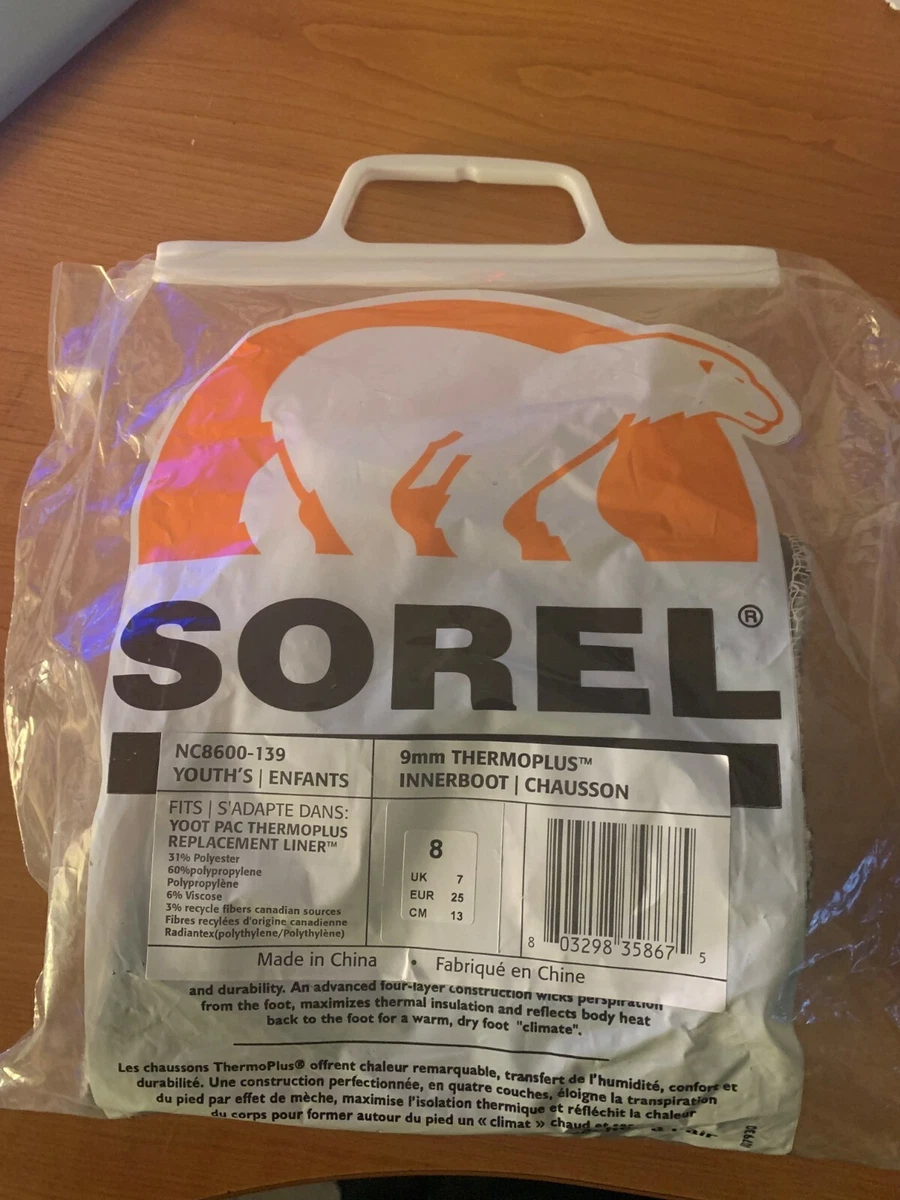 SOREL®
NC8600-139
YOUTH'S | ENFANTS
9mm THERMOPLUS™
INNERBOOT | CHAUSSON
FITS | S'ADAPTE DANS:
YOOT PAC THERMOPLUS
REPLACEMENT LINER™
31% Polyester
60%polypropylene
Polypropylène
6% Viscose
3% recycle fibers canadian sources
Fibres recylées d'origine canadienne
Radiantex(polythylene/Polythylène)
8
UK 7
EUR 25
CM 13
8 03298 35867 5
Made in China • Fabriqué en Chine
and durability. An advanced four-layer construction wicks perspiration
from the foot, maximizes thermal insulation and reflects body heat
back to the foot for a warm, dry foot "climate".
Les chaussons ThermoPlus® offrent chaleur remarquable, transfert de l'humidité, confort et
durabilité. Une construction perfectionnée, en quatre couches, éloigne la transpiration
du pied par effet de mèche, maximise l'isolation thermique et réfléchit la chaleur
du corps pour former autour du pied un « climat » chaud et